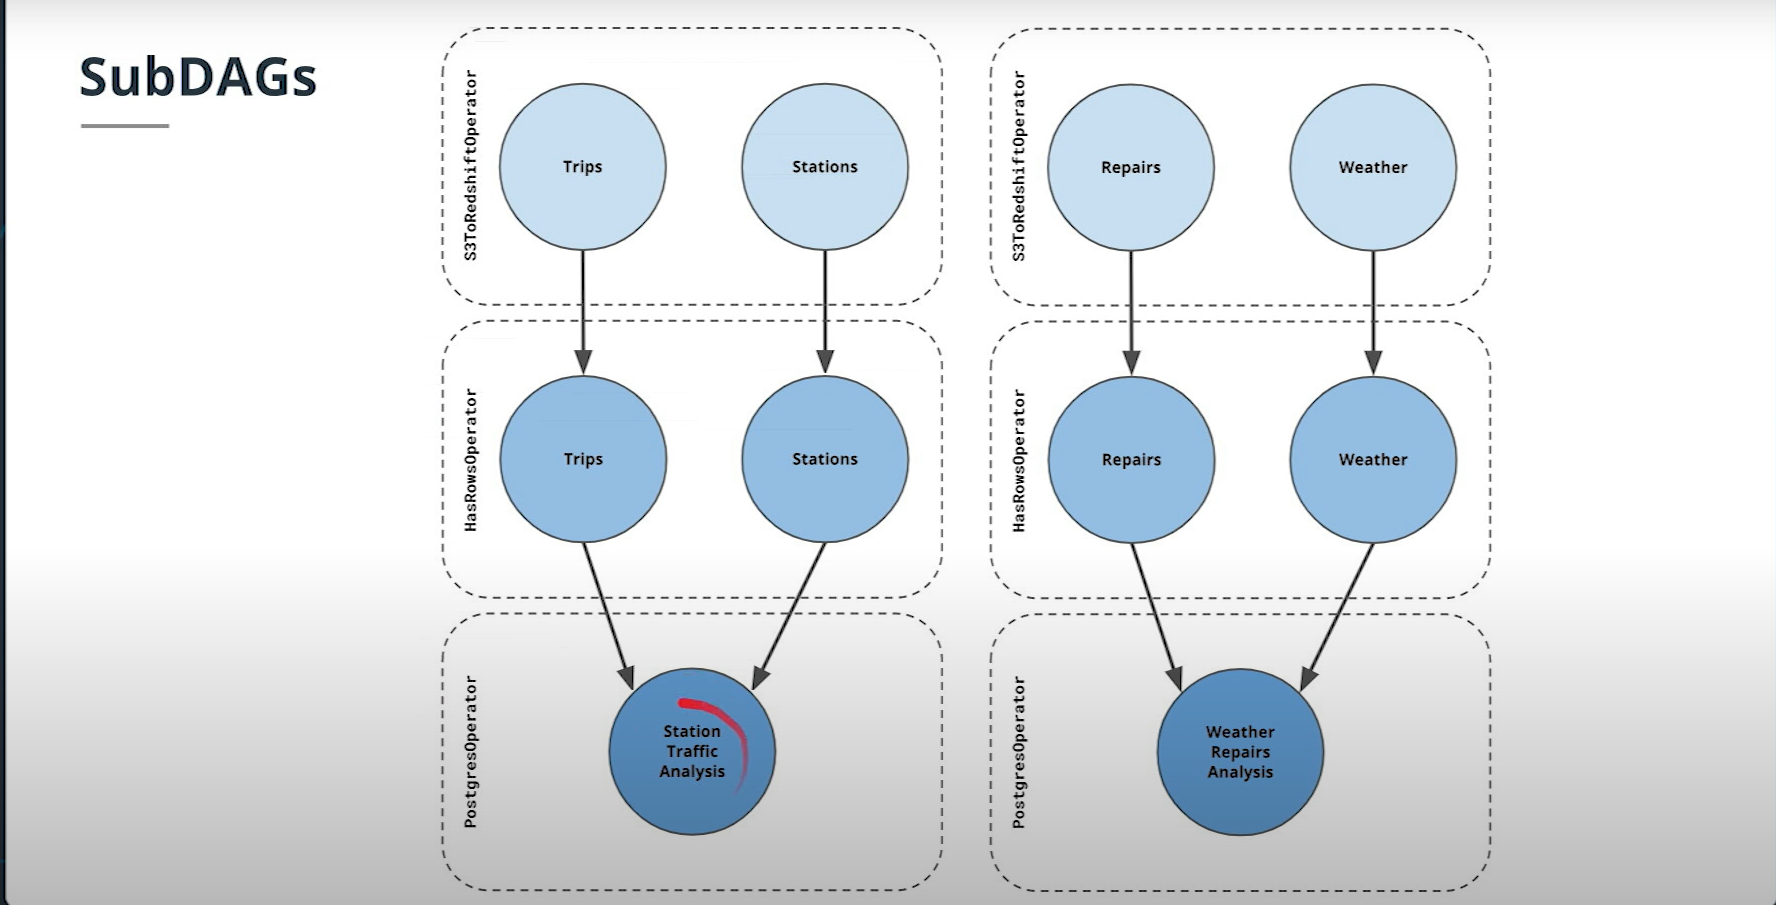 SubDAGs
S3ToRedshiftOperator
Trips
Stations
S3ToRedshiftOperator
Repairs
Weather
HasRowsOperator
Trips
Stations
HasRowsOperator
Repairs
Weather
PostgresOperator
Station
Traffic
Analysis
PostgresOperator
Weather
Repairs
Analysis